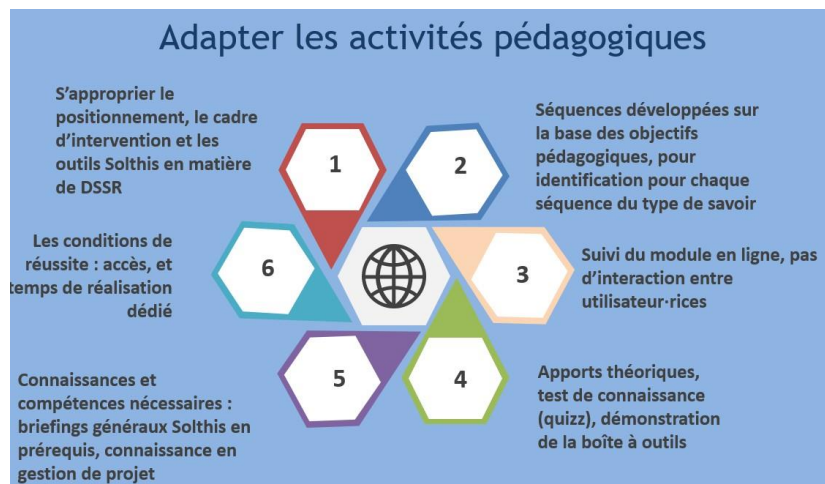 Adapter les activités pédagogiques
S'approprier le
positionnement, le cadre
d'intervention et les
outils Solthis en matière
de DSSR
1
2
Séquences développées sur
la base des objectifs
pédagogiques, pour
identification pour chaque
séquence du type de savoir
Les conditions de
réussite : accès, et
temps de réalisation
dédié
6
3
Suivi du module en ligne, pas
d'interaction entre
utilisateur·rices
Connaissances et
compétences nécessaires :
briefings généraux Solthis en
prérequis, connaissance en
gestion de projet
5
4
Apports théoriques,
test de connaissance
(quizz), démonstration
de la boîte à outils